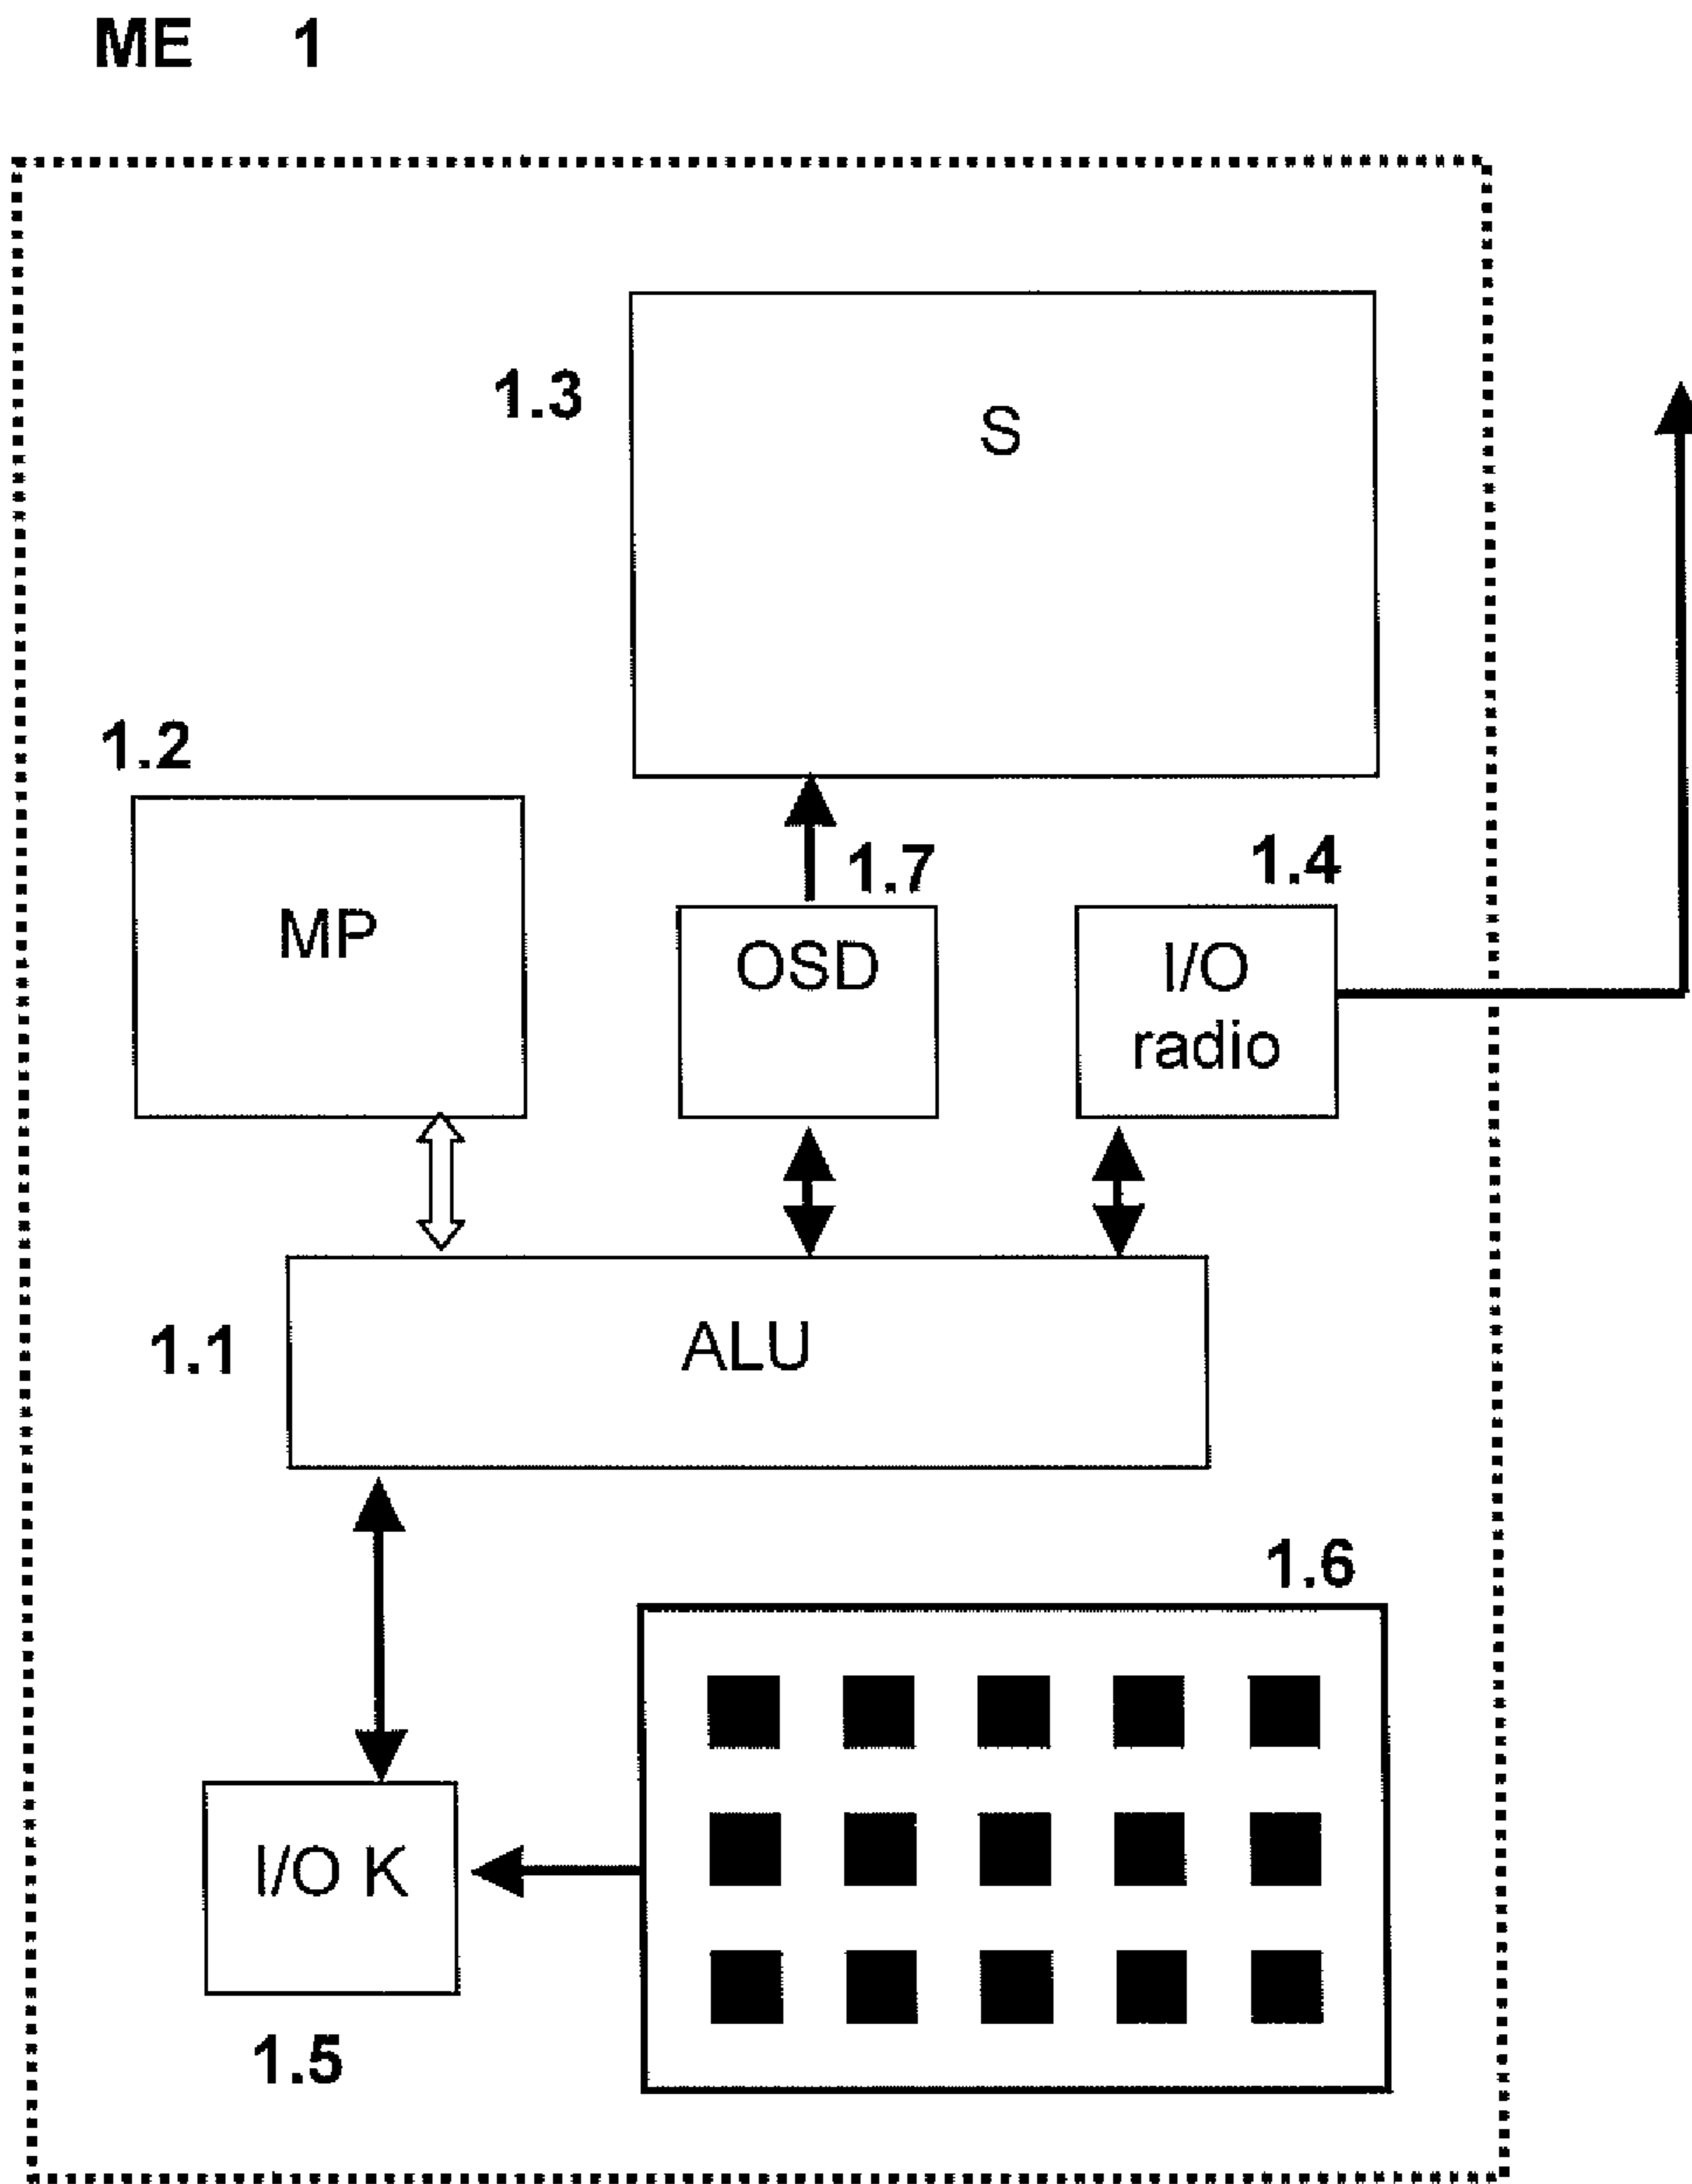 ME 1
1.3
S
1.2
MP
1.7
OSD
1.4
I/O
radio
1.1
ALU
1.6
I/O K
1.5